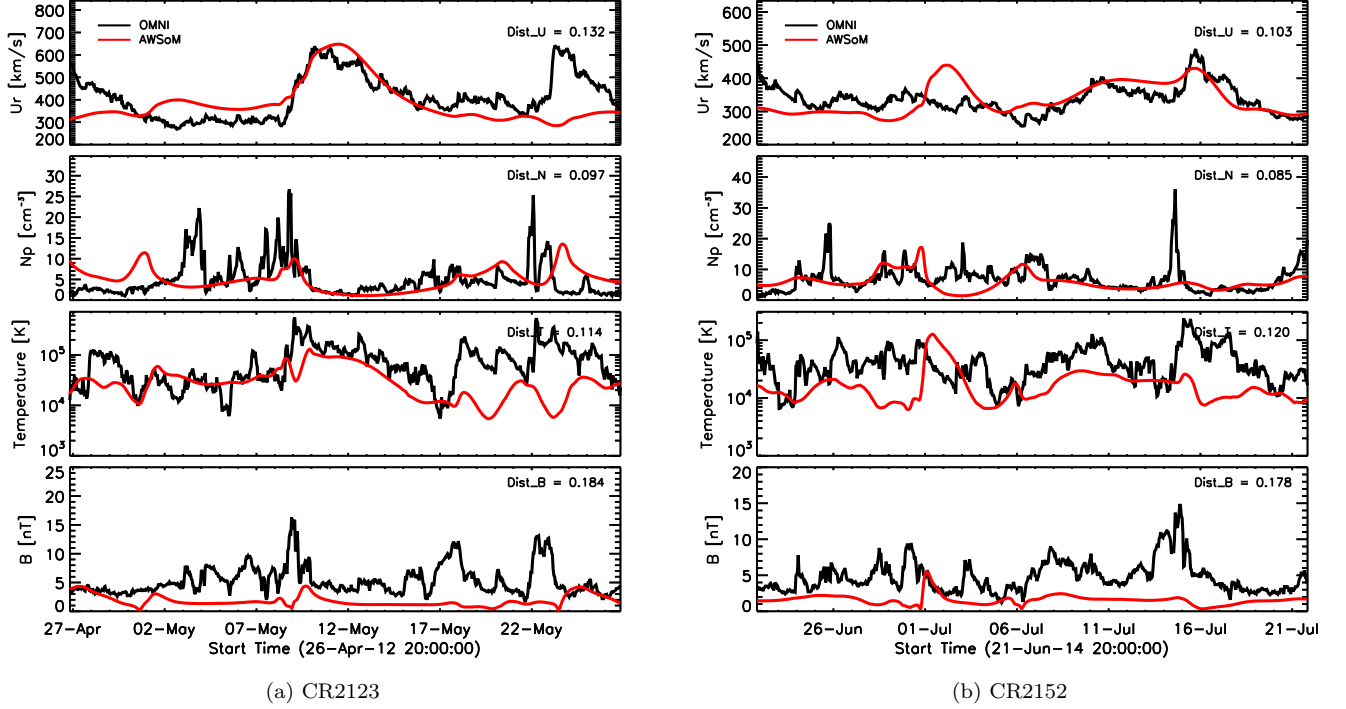 OMNI
AWSoM
Dist_U = 0.132
Ur [km/s]
800
700
600
500
400
300
200
Dist_N = 0.097
Np [cm⁻³]
30
25
20
15
10
5
0
Dist_T = 0.114
Temperature [K]
10⁵
10⁴
10³
Dist_B = 0.184
B [nT]
25
20
15
10
5
0
27-Apr 02-May 07-May 12-May 17-May 22-May
Start Time (26-Apr-12 20:00:00)
(a) CR2123
OMNI
AWSoM
Dist_U = 0.103
Ur [km/s]
600
500
400
300
200
Dist_N = 0.085
Np [cm⁻³]
40
30
20
10
0
Dist_T = 0.120
Temperature [K]
10⁵
10⁴
10³
Dist_B = 0.178
B [nT]
20
15
10
5
0
26-Jun 01-Jul 06-Jul 11-Jul 16-Jul 21-Jul
Start Time (21-Jun-14 20:00:00)
(b) CR2152